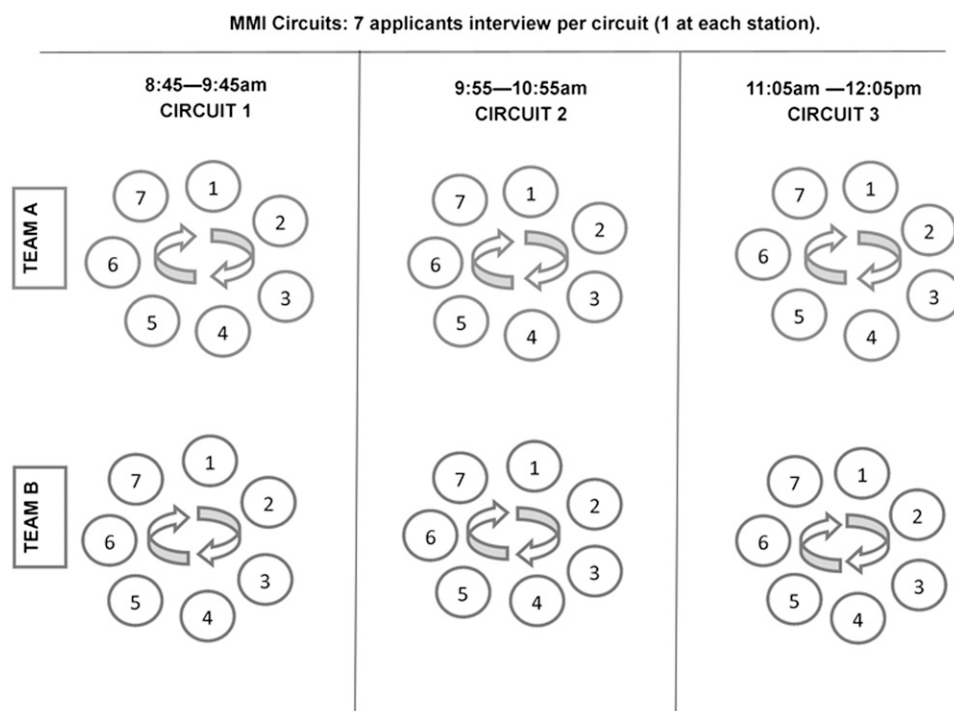 MMI Circuits: 7 applicants interview per circuit (1 at each station).
8:45—9:45am
CIRCUIT 1
9:55—10:55am
CIRCUIT 2
11:05am —12:05pm
CIRCUIT 3
TEAM A
7 1 2 3 4 5 6
7 1 2 3 4 5 6
7 1 2 3 4 5 6
TEAM B
7 1 2 3 4 5 6
7 1 2 3 4 5 6
7 1 2 3 4 5 6